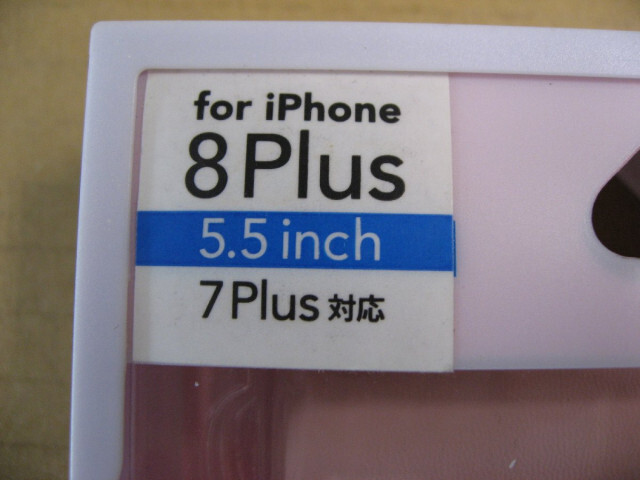 for iPhone
8 Plus
5.5 inch
7 Plus 対応